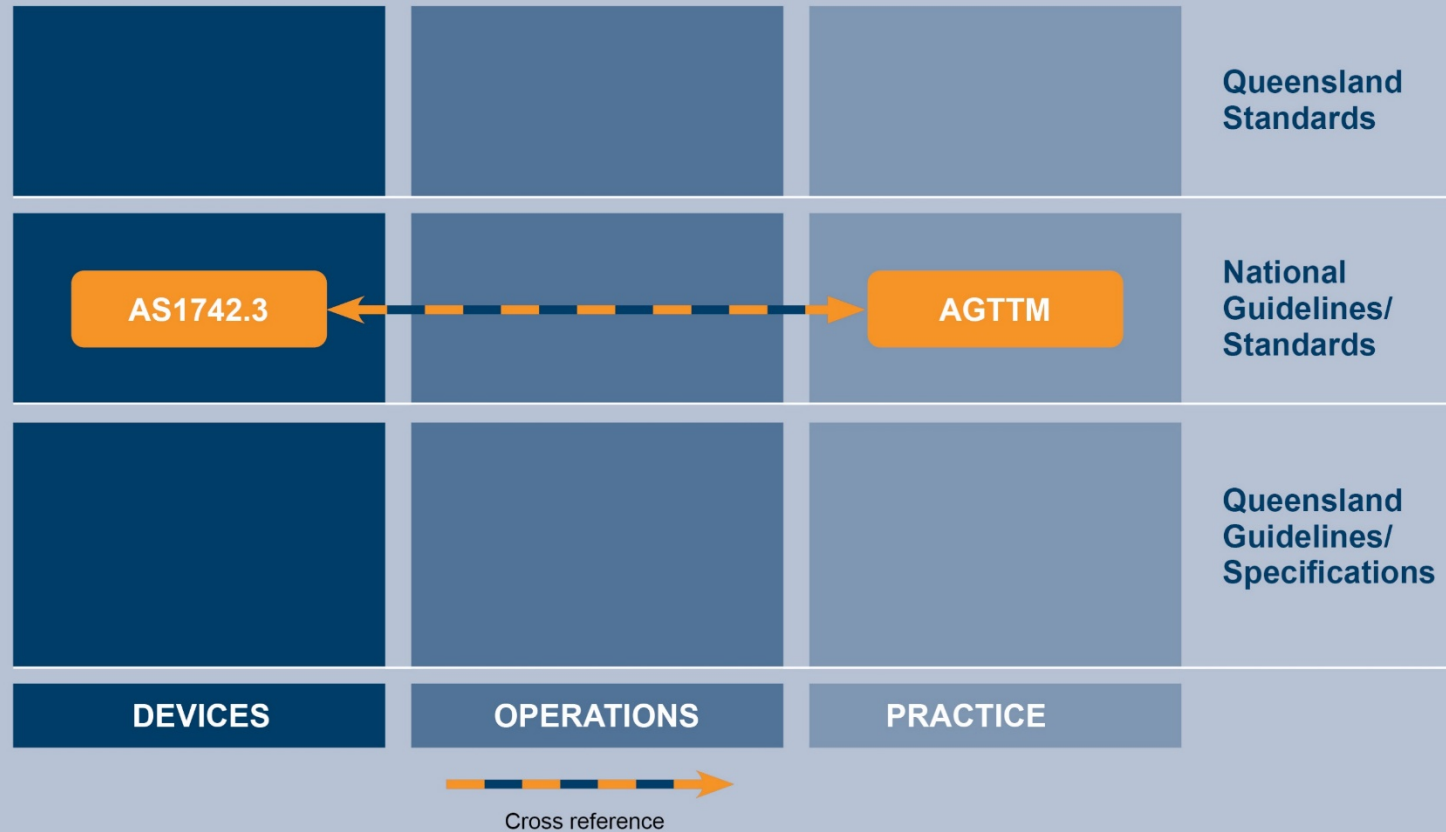 Queensland
Standards
AS1742.3
AGTTM
National
Guidelines/
Standards
Queensland
Guidelines/
Specifications
DEVICES
OPERATIONS
PRACTICE
Cross reference